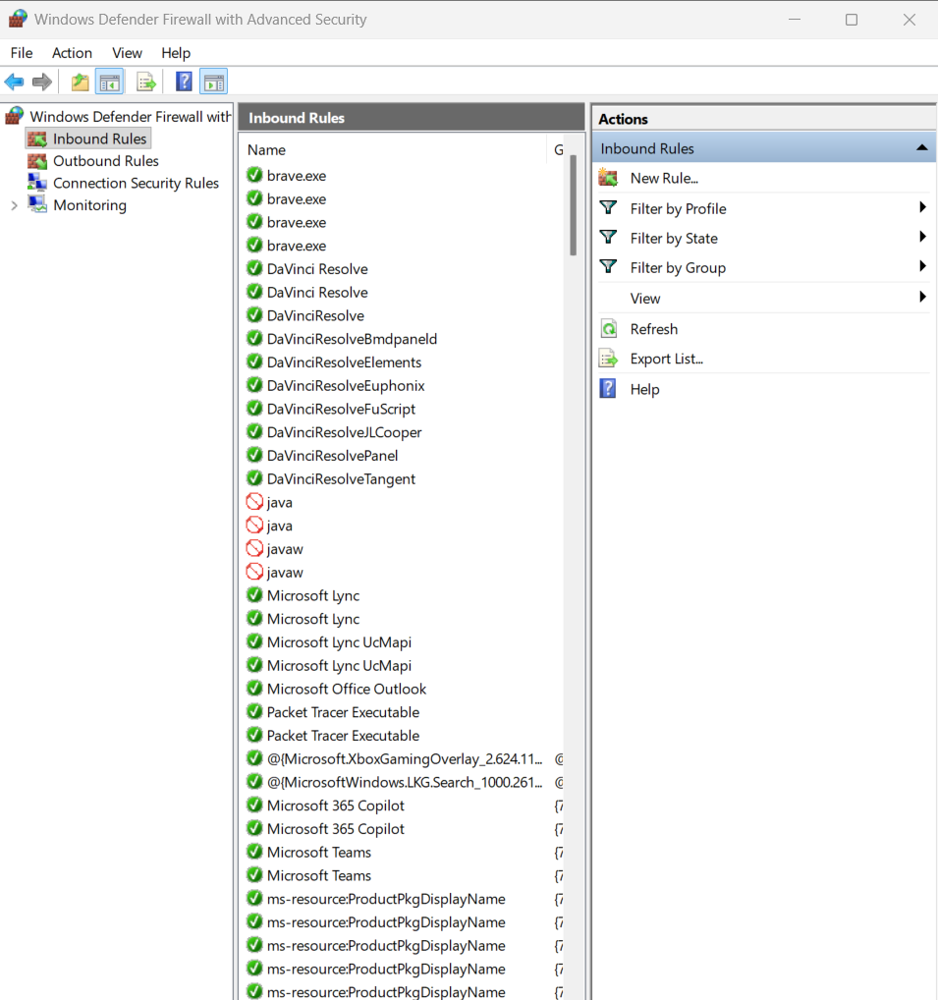 Windows Defender Firewall with Advanced Security
File Action View Help
Windows Defender Firewall with
Inbound Rules
Outbound Rules
Connection Security Rules
Monitoring
Inbound Rules
Name G
brave.exe
brave.exe
brave.exe
brave.exe
DaVinci Resolve
DaVinci Resolve
DaVinciResolve
DaVinciResolveBmdpaneld
DaVinciResolveElements
DaVinciResolveEuphonix
DaVinciResolveFuScript
DaVinciResolveJLCooper
DaVinciResolvePanel
DaVinciResolveTangent
java
java
javaw
javaw
Microsoft Lync
Microsoft Lync
Microsoft Lync UcMapi
Microsoft Lync UcMapi
Microsoft Office Outlook
Packet Tracer Executable
Packet Tracer Executable
@{Microsoft.XboxGamingOverlay_2.624.11... @
@{MicrosoftWindows.LKG.Search_1000.261... @
Microsoft 365 Copilot {7
Microsoft 365 Copilot {7
Microsoft Teams {7
Microsoft Teams {7
ms-resource:ProductPkgDisplayName {7
ms-resource:ProductPkgDisplayName {7
ms-resource:ProductPkgDisplayName {7
ms-resource:ProductPkgDisplayName {7
ms-resource:ProductPkgDisplayName {7
Actions
Inbound Rules
New Rule...
Filter by Profile
Filter by State
Filter by Group
View
Refresh
Export List...
Help